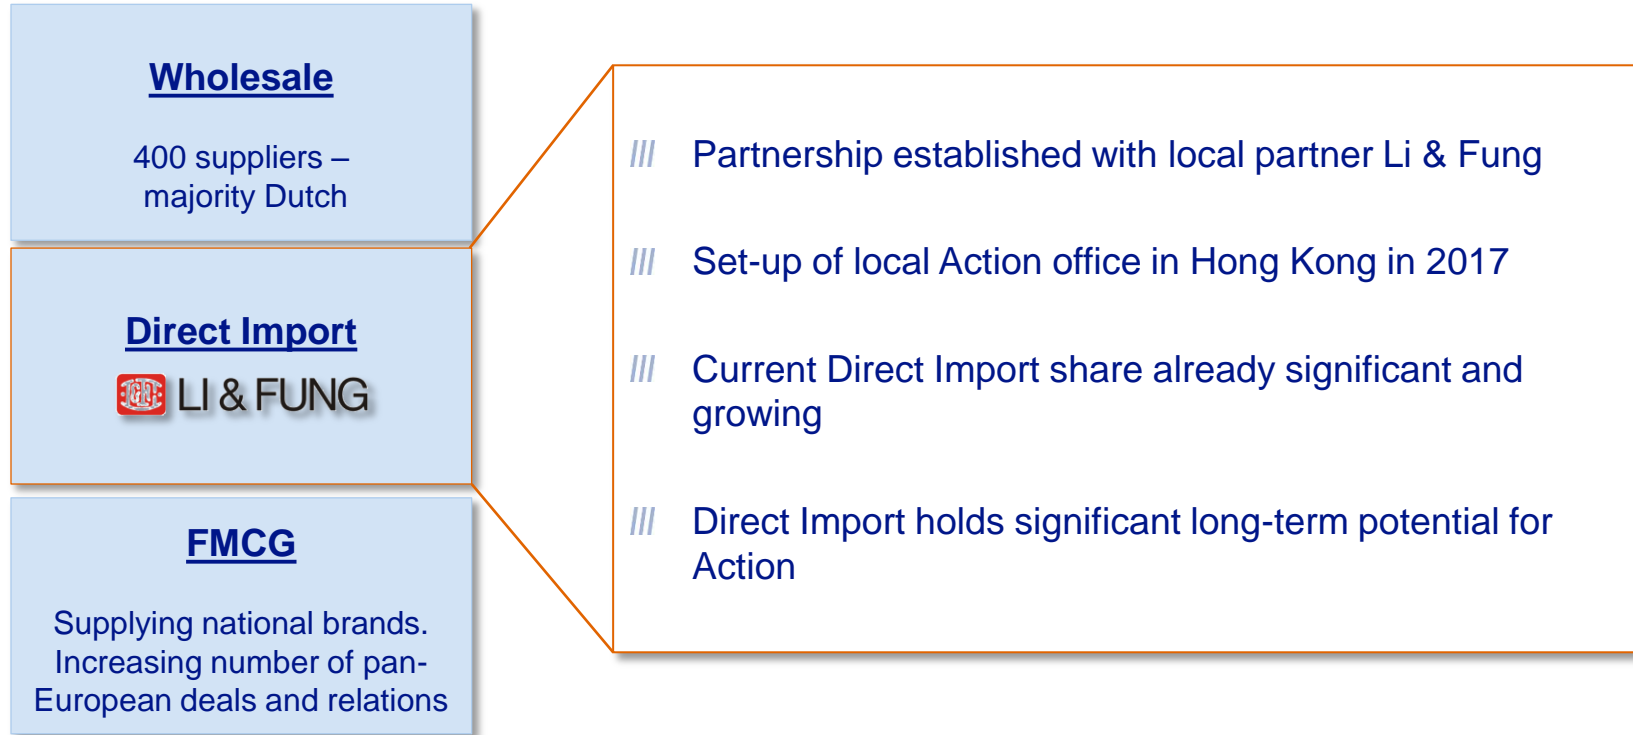 Wholesale
400 suppliers –
majority Dutch
Direct Import
LI & FUNG
FMCG
Supplying national brands.
Increasing number of pan-
European deals and relations
/// Partnership established with local partner Li & Fung
/// Set-up of local Action office in Hong Kong in 2017
/// Current Direct Import share already significant and
growing
/// Direct Import holds significant long-term potential for
Action